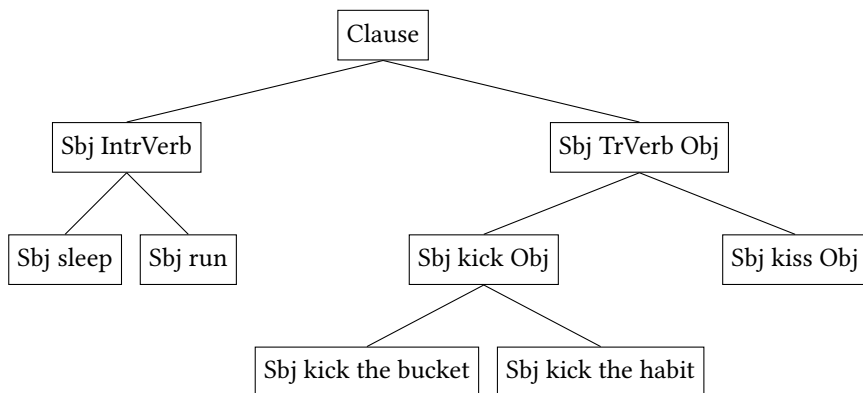 Clause
Sbj IntrVerb
Sbj TrVerb Obj
Sbj sleep
Sbj run
Sbj kick Obj
Sbj kiss Obj
Sbj kick the bucket
Sbj kick the habit